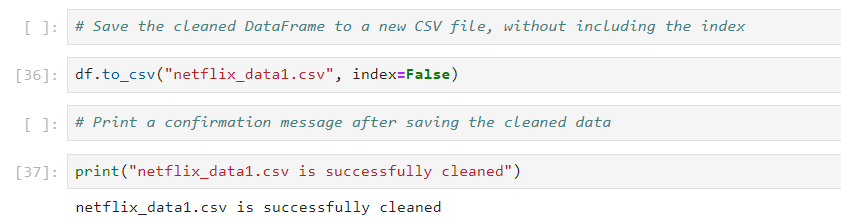 [ ]: # Save the cleaned DataFrame to a new CSV file, without including the index
[36]: df.to_csv("netflix_data1.csv", index=False)
[ ]: # Print a confirmation message after saving the cleaned data
[37]: print("netflix_data1.csv is successfully cleaned")
netflix_data1.csv is successfully cleaned